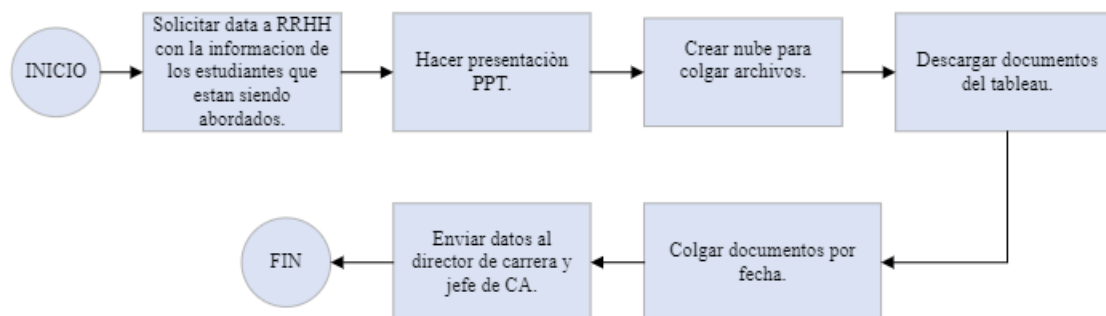 INICIO
Solicitar data a RRHH
con la informacion de
los estudiantes que
estan siendo
abordados.
Hacer presentaciòn
PPT.
Crear nube para
colgar archivos.
Descargar documentos
del tableau.
Colgar documentos por
fecha.
Enviar datos al
director de carrera y
jefe de CA.
FIN